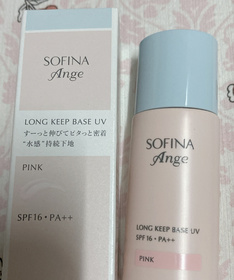 SOFINA
Ange
LONG KEEP BASE UV
すーっと伸びてピタッと密着
“水感”持続下地
PINK
SPF16・PA++
SOFINA
Ange
LONG KEEP BASE UV
SPF16・PA++
PINK